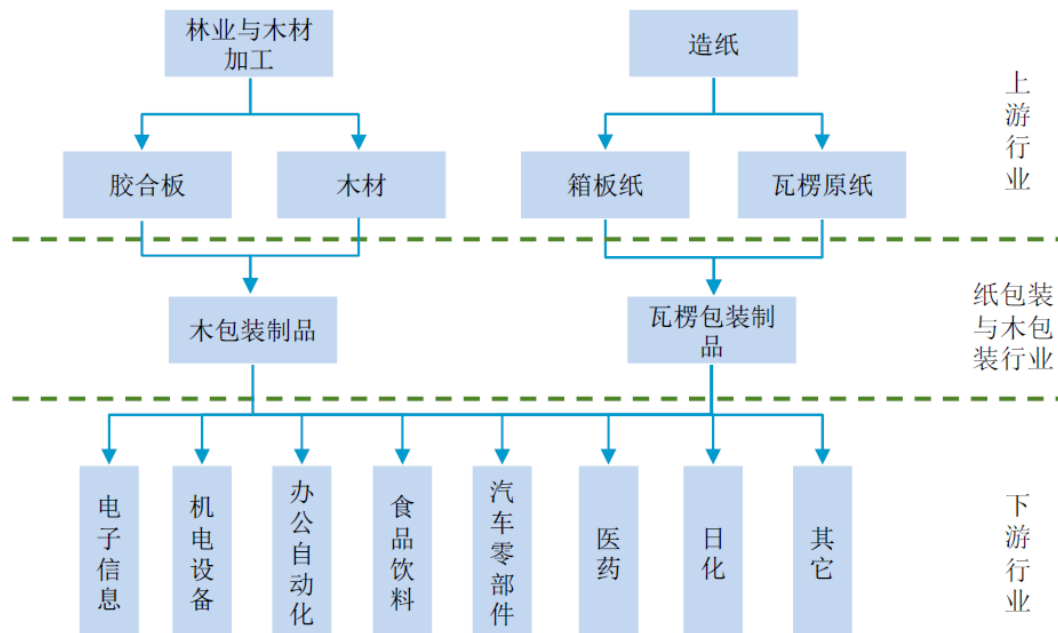 林业与木材
加工
造纸
上游行业
胶合板
木材
箱板纸
瓦楞原纸
木包装制品
瓦楞包装制
品
纸包装
与木包
装行业
电子信息
机电设备
办公自动化
食品饮料
汽车零部件
医药
日化
其它
下游行业